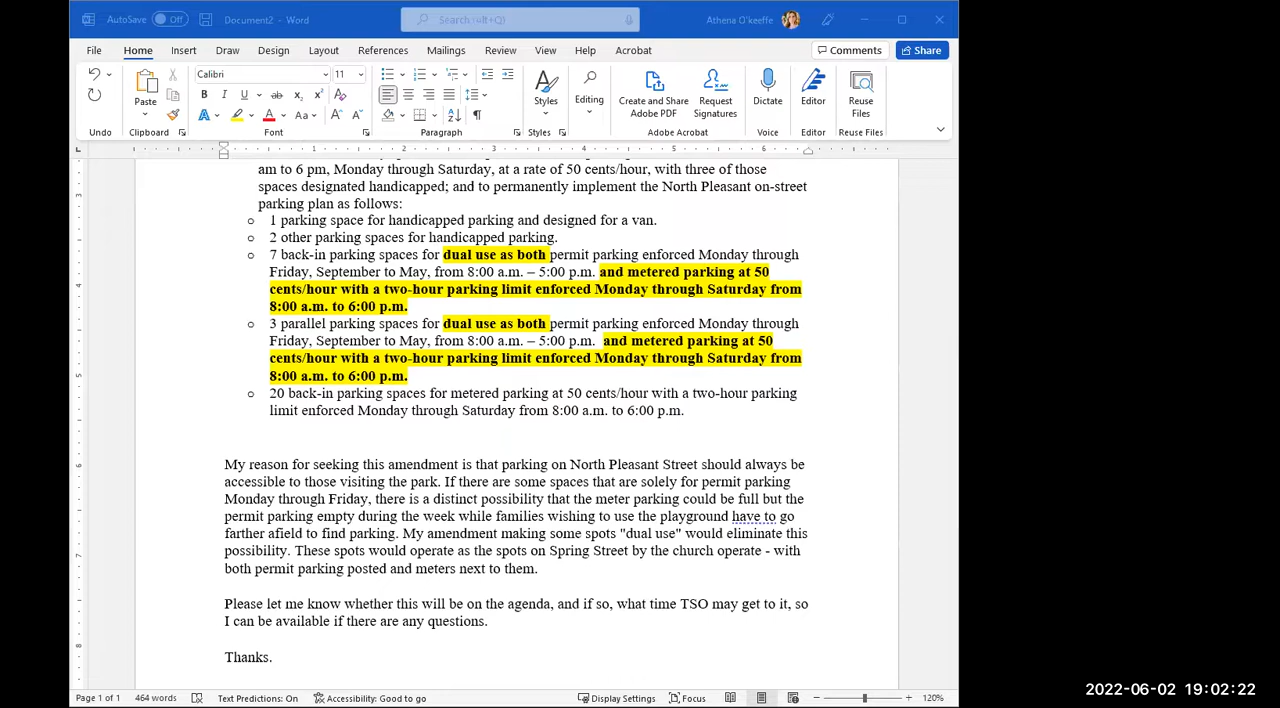 AutoSave Off Document2 - Word Search (Alt+Q) Athena O'keeffe
File Home Insert Draw Design Layout References Mailings Review View Help Acrobat Comments Share
Calibri 11
Paste Styles Editing Create and Share Adobe PDF Request Signatures Dictate Editor Reuse Files
Undo Clipboard Font Paragraph Styles Adobe Acrobat Voice Editor Reuse Files
am to 6 pm, Monday through Saturday, at a rate of 50 cents/hour, with three of those
spaces designated handicapped; and to permanently implement the North Pleasant on-street
parking plan as follows:
o 1 parking space for handicapped parking and designed for a van.
o 2 other parking spaces for handicapped parking.
o 7 back-in parking spaces for dual use as both permit parking enforced Monday through
Friday, September to May, from 8:00 a.m. – 5:00 p.m. and metered parking at 50
cents/hour with a two-hour parking limit enforced Monday through Saturday from
8:00 a.m. to 6:00 p.m.
o 3 parallel parking spaces for dual use as both permit parking enforced Monday through
Friday, September to May, from 8:00 a.m. – 5:00 p.m. and metered parking at 50
cents/hour with a two-hour parking limit enforced Monday through Saturday from
8:00 a.m. to 6:00 p.m.
o 20 back-in parking spaces for metered parking at 50 cents/hour with a two-hour parking
limit enforced Monday through Saturday from 8:00 a.m. to 6:00 p.m.
My reason for seeking this amendment is that parking on North Pleasant Street should always be
accessible to those visiting the park. If there are some spaces that are solely for permit parking
Monday through Friday, there is a distinct possibility that the meter parking could be full but the
permit parking empty during the week while families wishing to use the playground have to go
farther afield to find parking. My amendment making some spots "dual use" would eliminate this
possibility. These spots would operate as the spots on Spring Street by the church operate - with
both permit parking posted and meters next to them.
Please let me know whether this will be on the agenda, and if so, what time TSO may get to it, so
I can be available if there are any questions.
Thanks.
Page 1 of 1 464 words Text Predictions: On Accessibility: Good to go Display Settings Focus 120%
2022-06-02 19:02:22